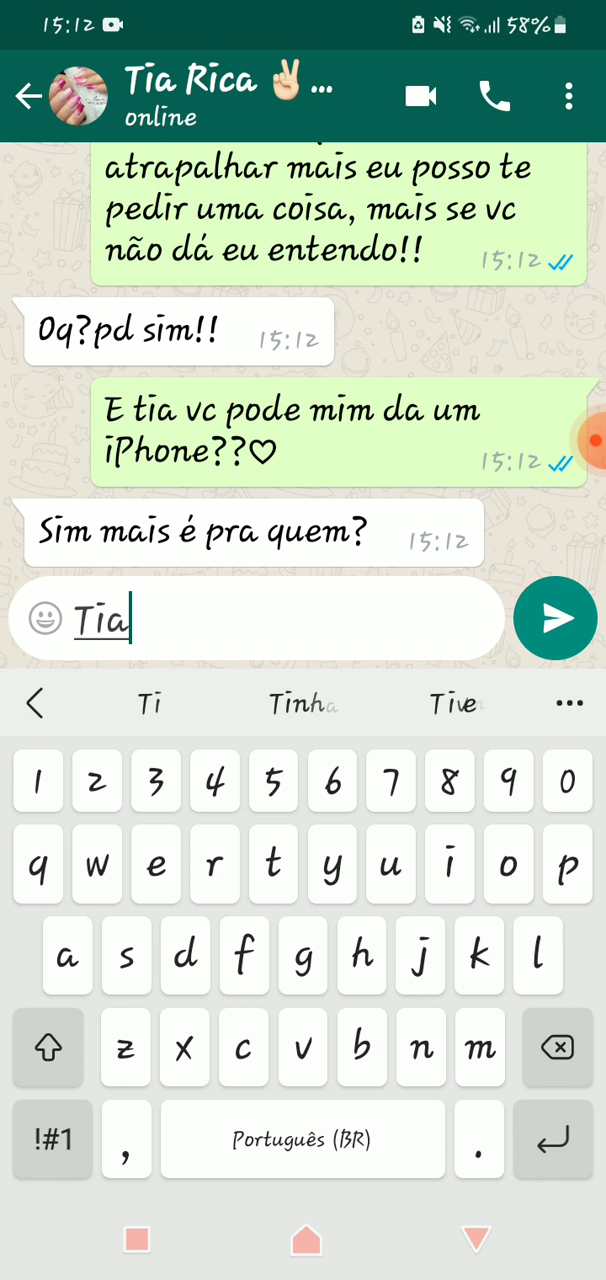 15:12 58%
Tia Rica ✌🏻...
online
atrapalhar mais eu posso te
pedir uma coisa, mais se vc
não dá eu entendo!! 15:12
Oq?pd sim!! 15:12
E tia vc pode mim da um
iPhone??♡ 15:12
Sim mais é pra quem? 15:12
Tia
Ti Tinha Tive ...
1 2 3 4 5 6 7 8 9 0
q w e r t y u i o p
a s d f g h j k l
z x c v b n m
!#1 , Português (BR) .